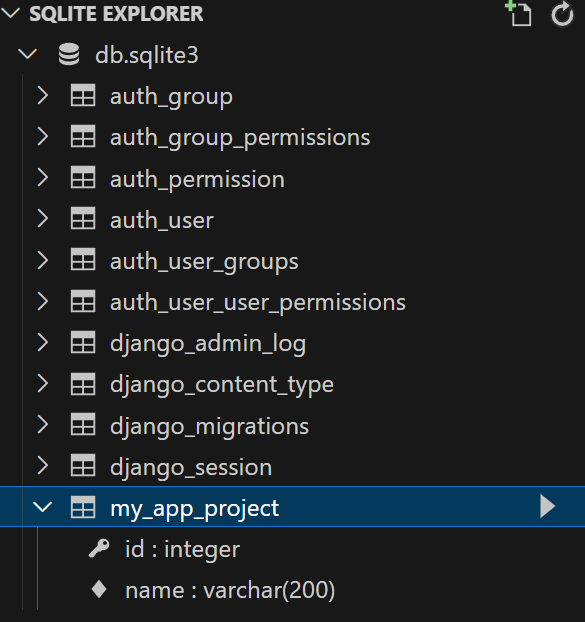 SQLITE EXPLORER
db.sqlite3
auth_group
auth_group_permissions
auth_permission
auth_user
auth_user_groups
auth_user_user_permissions
django_admin_log
django_content_type
django_migrations
django_session
my_app_project
id : integer
name : varchar(200)